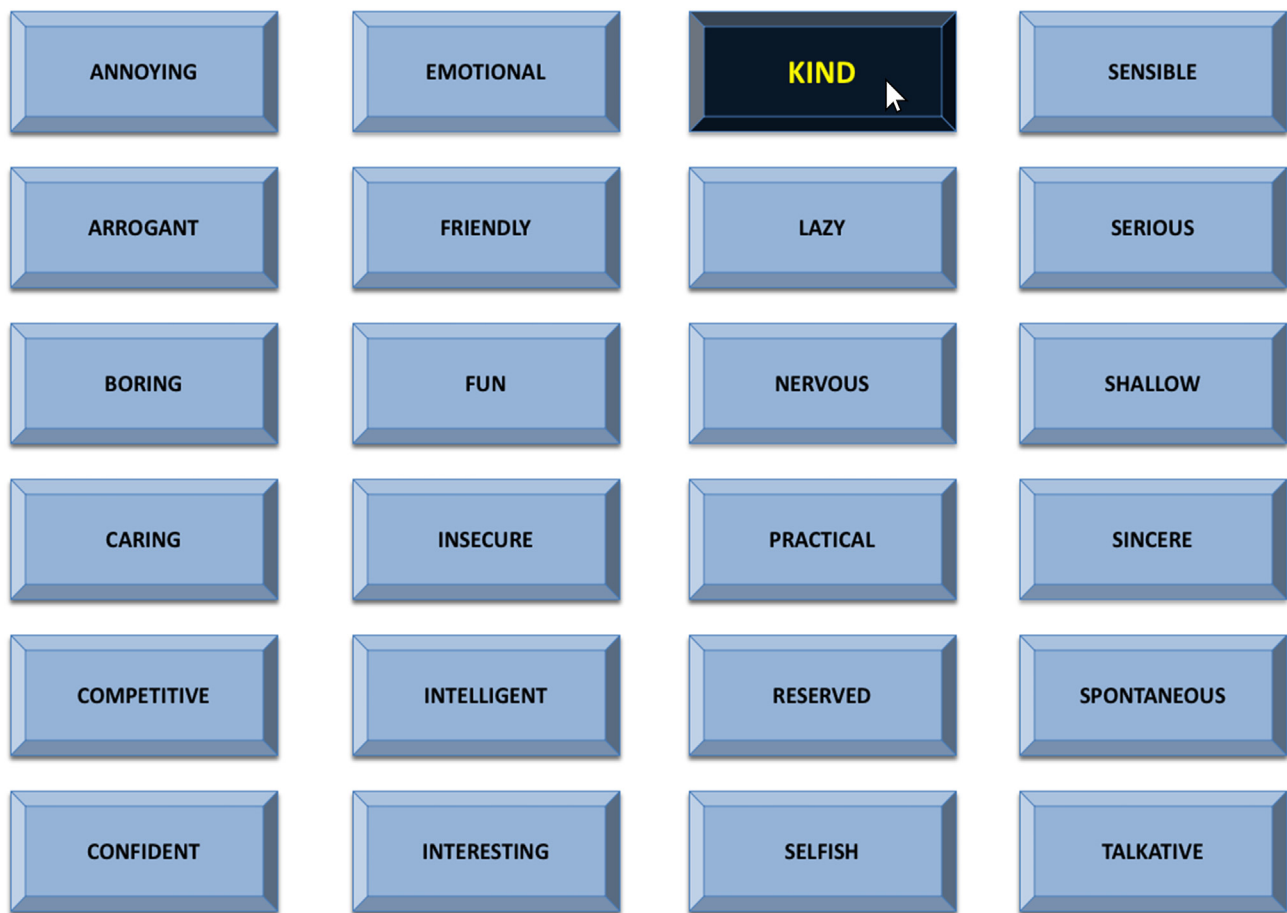 ANNOYING EMOTIONAL KIND SENSIBLE
ARROGANT FRIENDLY LAZY SERIOUS
BORING FUN NERVOUS SHALLOW
CARING INSECURE PRACTICAL SINCERE
COMPETITIVE INTELLIGENT RESERVED SPONTANEOUS
CONFIDENT INTERESTING SELFISH TALKATIVE